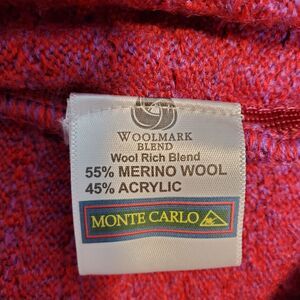 WOOLMARK
BLEND
Wool Rich Blend
55% MERINO WOOL
45% ACRYLIC
MONTE CARLO